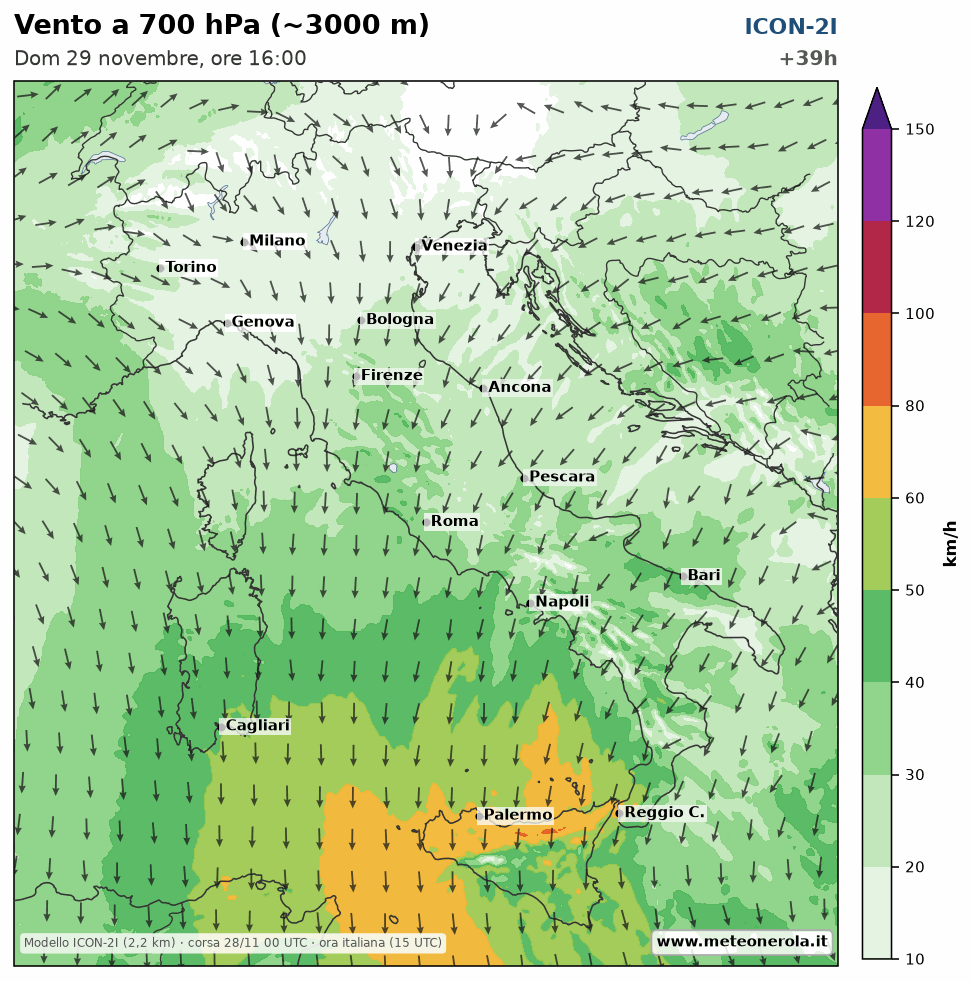 Vento a 700 hPa (~3000 m)
ICON-2I
Dom 29 novembre, ore 16:00
+39h
150
120
100
80
60
50
40
30
20
10
km/h
Milano
Venezia
Torino
Genova
Bologna
Firenze
Ancona
Pescara
Roma
Bari
Napoli
Cagliari
Palermo
Reggio C.
Modello ICON-2I (2,2 km) · corsa 28/11 00 UTC · ora italiana (15 UTC)
www.meteonerola.it